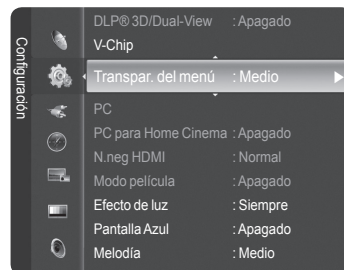 Configuración
DLP® 3D/Dual-View : Apagado
V-Chip
Transpar. del menú : Medio
PC
PC para Home Cinema : Apagado
N.neg HDMI : Normal
Modo película : Apagado
Efecto de luz : Siempre
Pantalla Azul : Apagado
Melodía : Medio